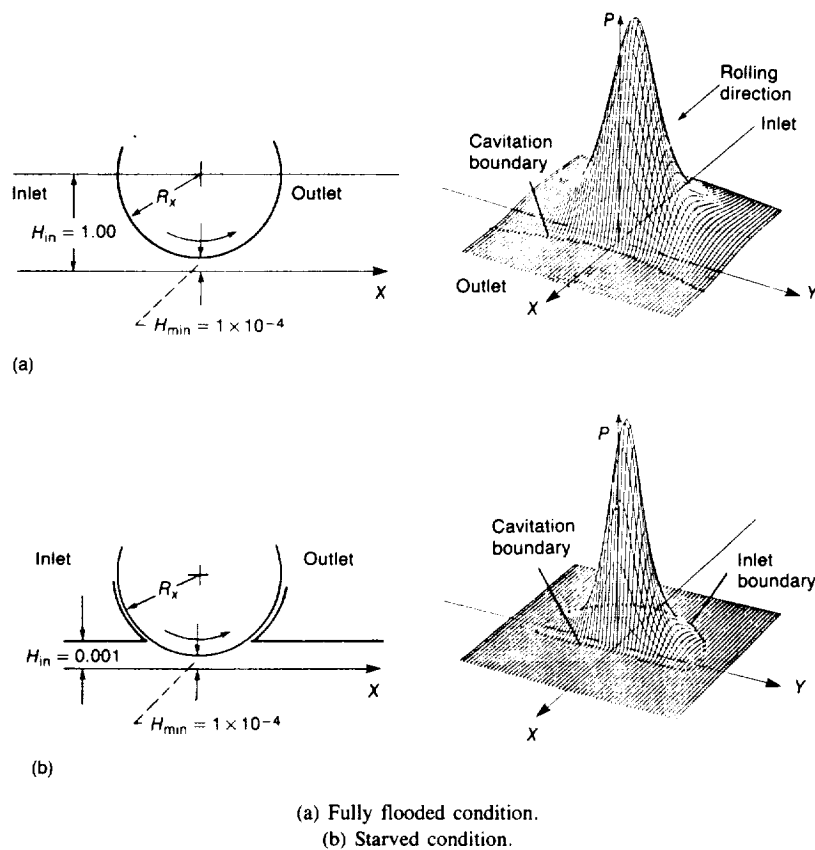 P
Rolling direction
Inlet
Cavitation boundary
Inlet
Outlet
R_x
H_in = 1.00
X
H_min = 1 × 10⁻⁴
Outlet
X
Y
(a)
P
Cavitation boundary
Inlet boundary
Inlet
Outlet
R_x
H_in = 0.001
X
H_min = 1 × 10⁻⁴
Y
X
(b)
(a) Fully flooded condition.
(b) Starved condition.